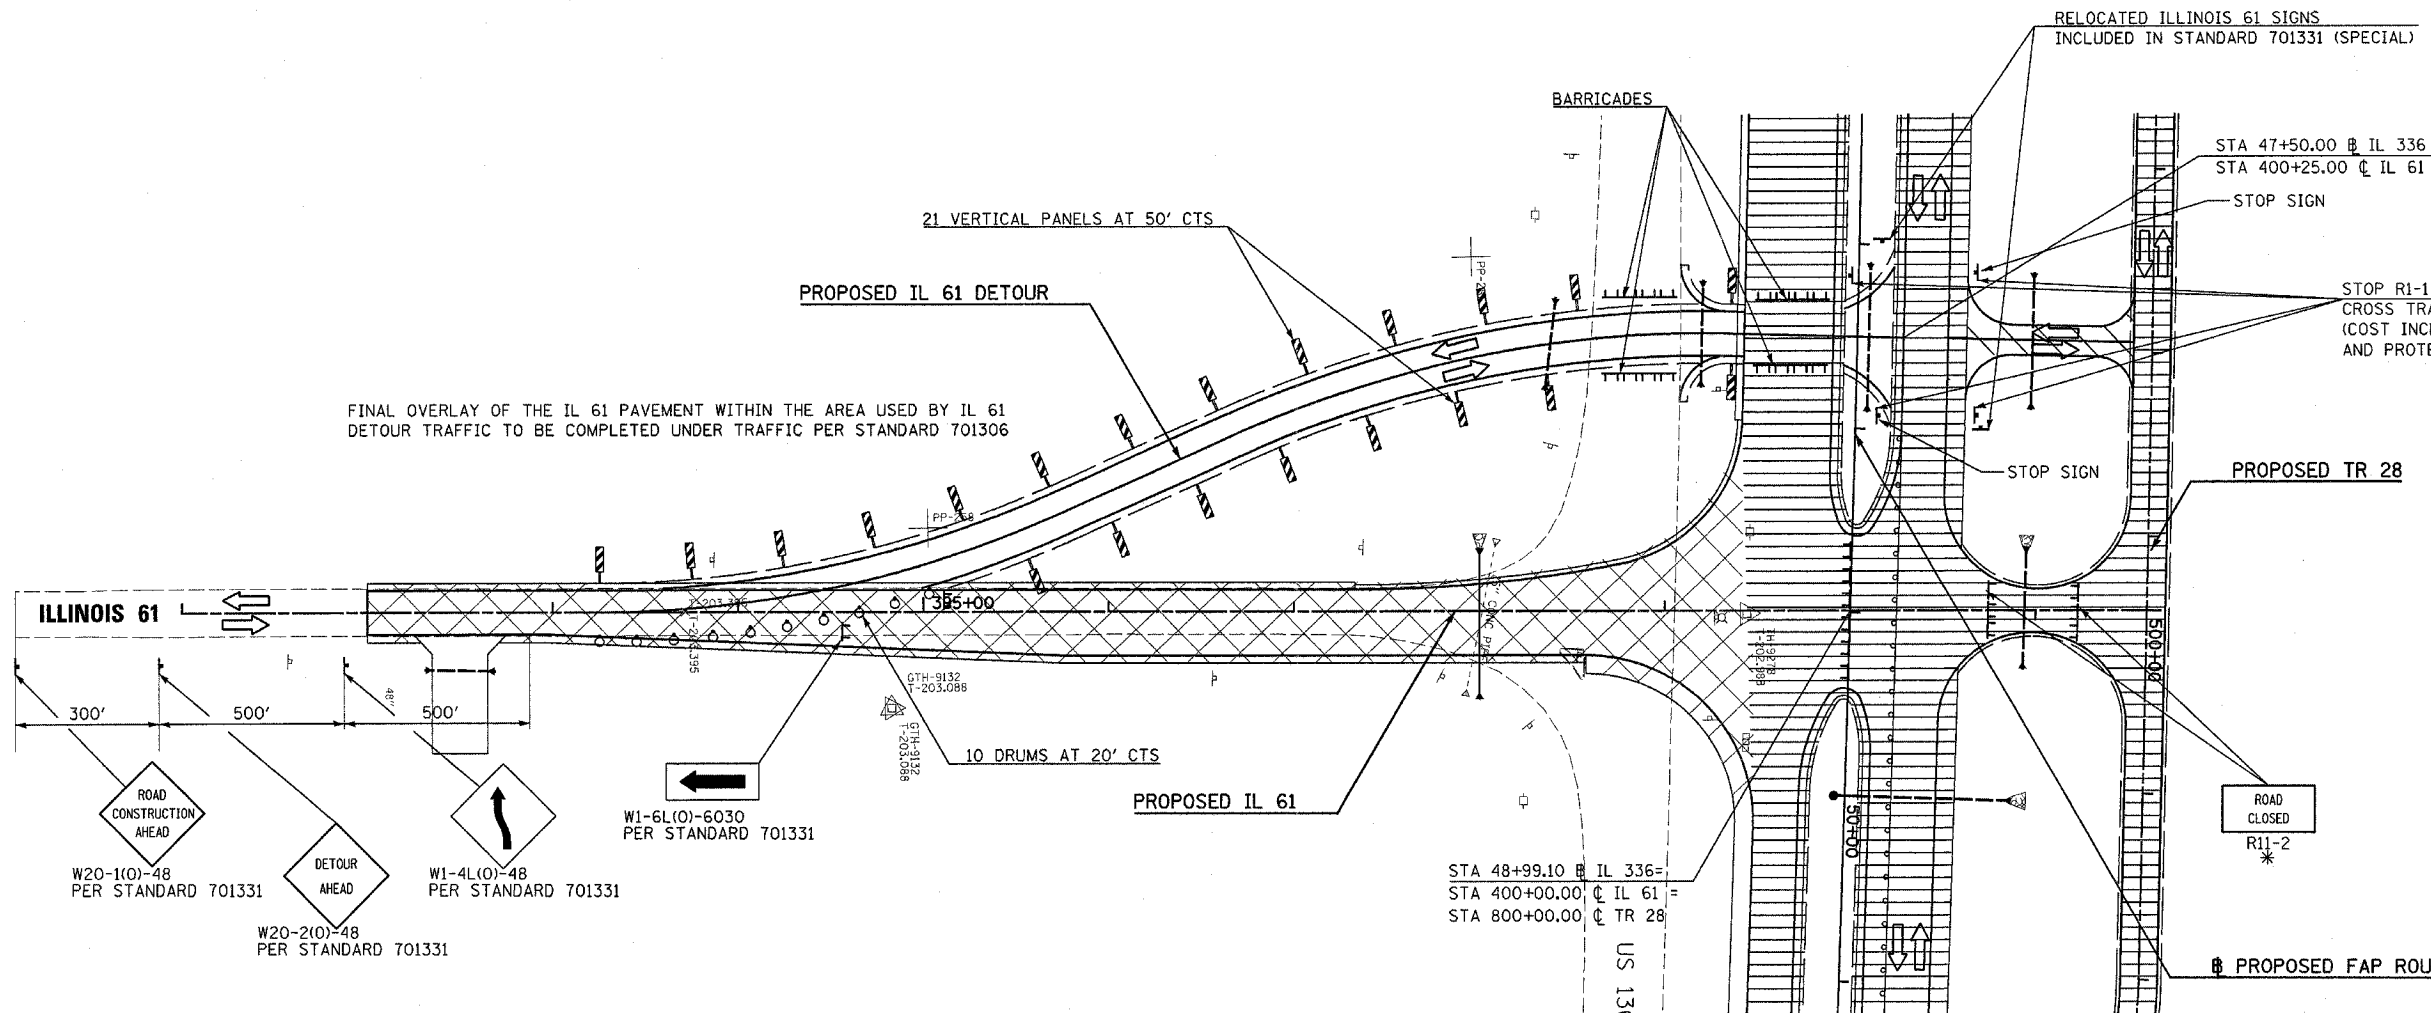 RELOCATED ILLINOIS 61 SIGNS
INCLUDED IN STANDARD 701331 (SPECIAL)
BARRICADES
STA 47+50.00 ⅊ IL 336
STA 400+25.00 ℄ IL 61
STOP SIGN
21 VERTICAL PANELS AT 50' CTS
PROPOSED IL 61 DETOUR
STOP R1-1
CROSS TRA
(COST INC
AND PROTE
FINAL OVERLAY OF THE IL 61 PAVEMENT WITHIN THE AREA USED BY IL 61
DETOUR TRAFFIC TO BE COMPLETED UNDER TRAFFIC PER STANDARD 701306
STOP SIGN
PROPOSED TR 28
PP-268
ILLINOIS 61
395+00
500+00
GTH-9132
T-203.088
GTH-9132
T-203.088
48"
300'
500'
500'
10 DRUMS AT 20' CTS
PROPOSED IL 61
ROAD
CONSTRUCTION
AHEAD
W20-1(O)-48
PER STANDARD 701331
DETOUR
AHEAD
W20-2(O)-48
PER STANDARD 701331
W1-4L(O)-48
PER STANDARD 701331
W1-6L(O)-6030
PER STANDARD 701331
50+00
ROAD
CLOSED
R11-2
*
STA 48+99.10 ⅊ IL 336=
STA 400+00.00 ℄ IL 61 =
STA 800+00.00 ℄ TR 28
US 136
PROPOSED FAP ROU